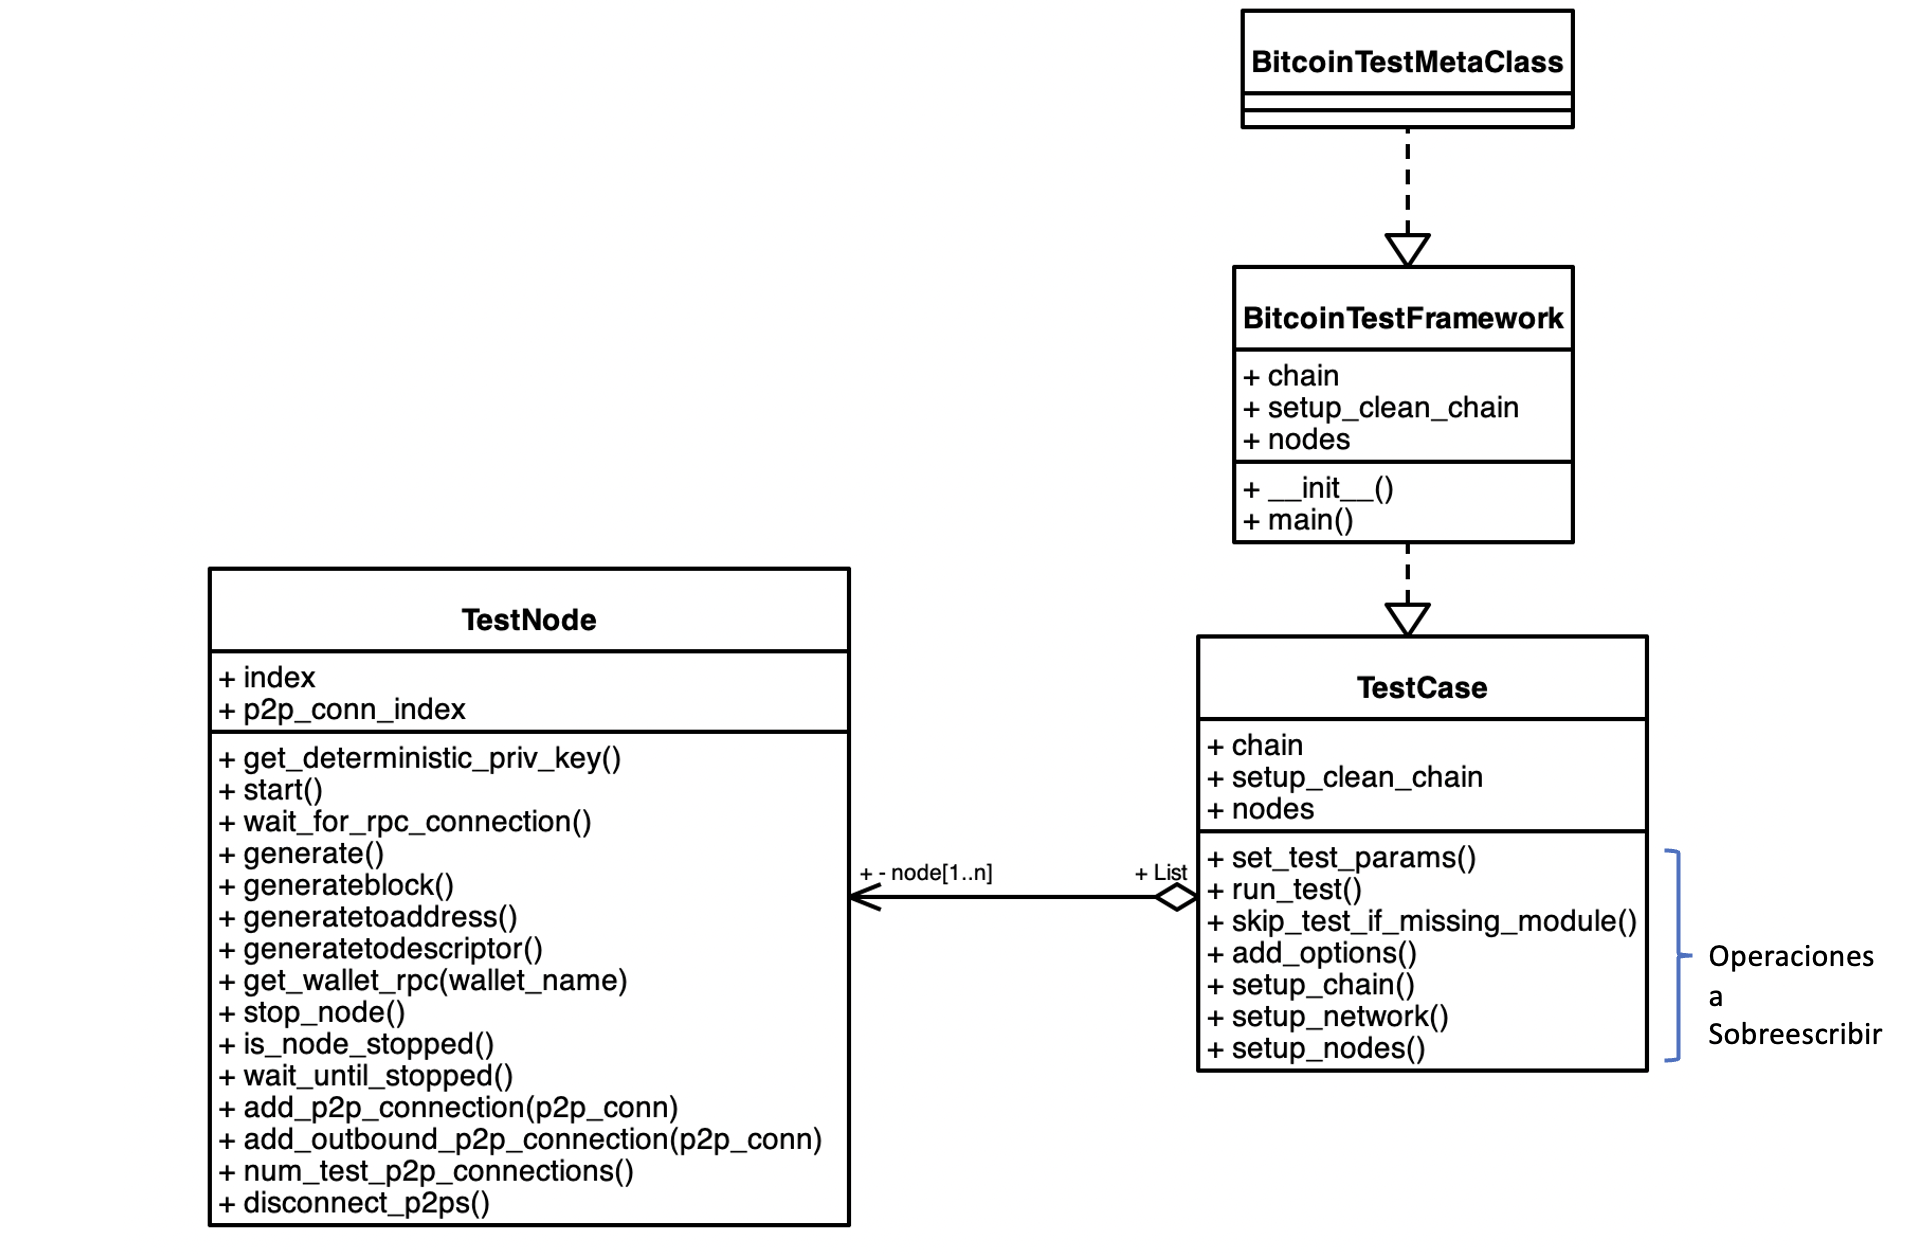 BitcoinTestMetaClass
BitcoinTestFramework
+ chain
+ setup_clean_chain
+ nodes
+ __init__()
+ main()
TestNode
+ index
+ p2p_conn_index
+ get_deterministic_priv_key()
+ start()
+ wait_for_rpc_connection()
+ generate()
+ generateblock()
+ generatetoaddress()
+ generatetodescriptor()
+ get_wallet_rpc(wallet_name)
+ stop_node()
+ is_node_stopped()
+ wait_until_stopped()
+ add_p2p_connection(p2p_conn)
+ add_outbound_p2p_connection(p2p_conn)
+ num_test_p2p_connections()
+ disconnect_p2ps()
+ - node[1..n]
+ List
TestCase
+ chain
+ setup_clean_chain
+ nodes
+ set_test_params()
+ run_test()
+ skip_test_if_missing_module()
+ add_options()
+ setup_chain()
+ setup_network()
+ setup_nodes()
Operaciones
a
Sobreescribir